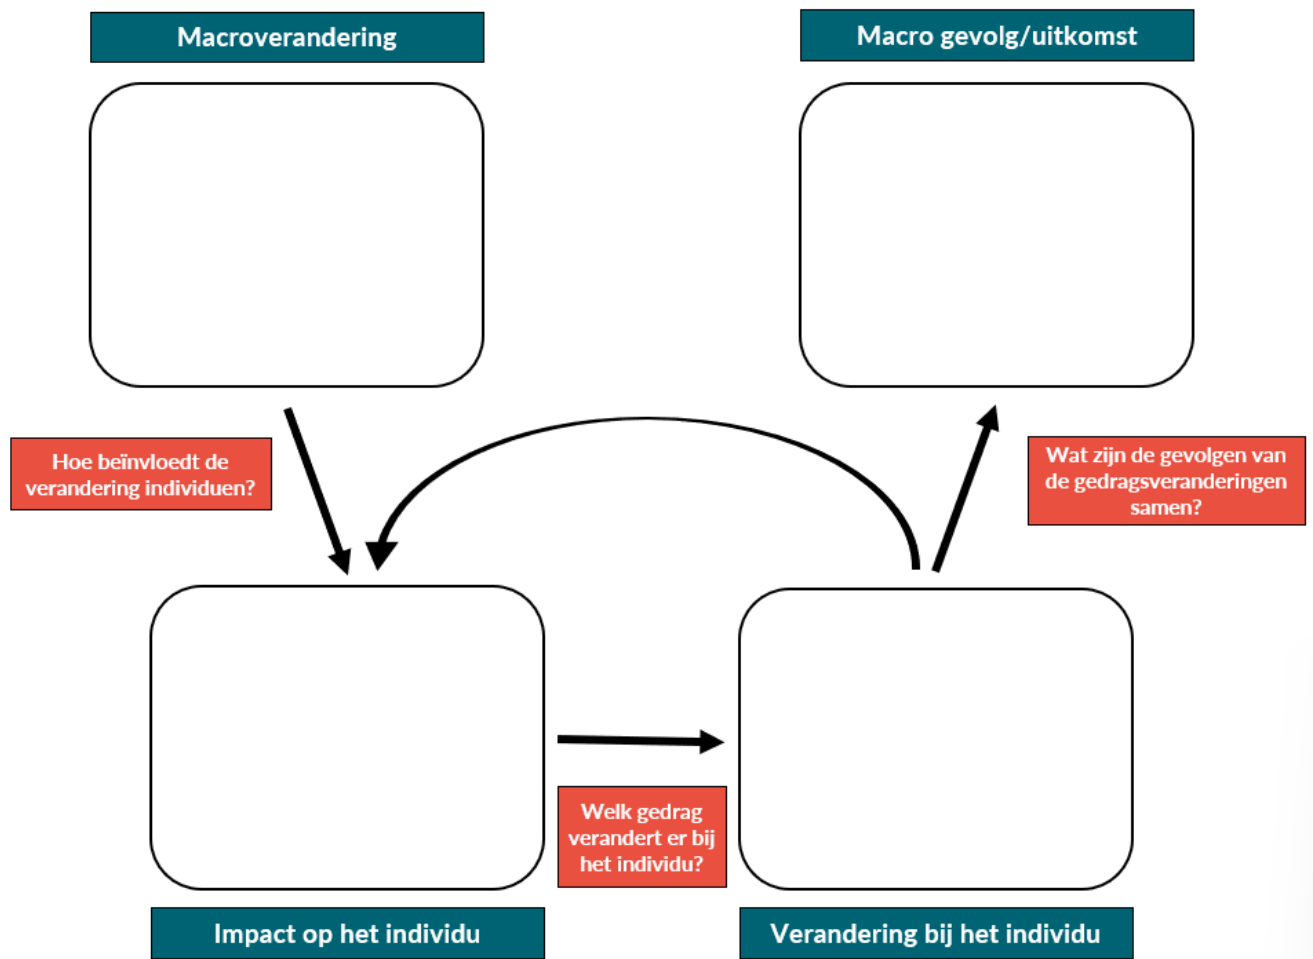 Macroverandering
Macro gevolg/uitkomst
Hoe beïnvloedt de
verandering individuen?
Wat zijn de gevolgen van
de gedragsveranderingen
samen?
Welk gedrag
verandert er bij
het individu?
Impact op het individu
Verandering bij het individu